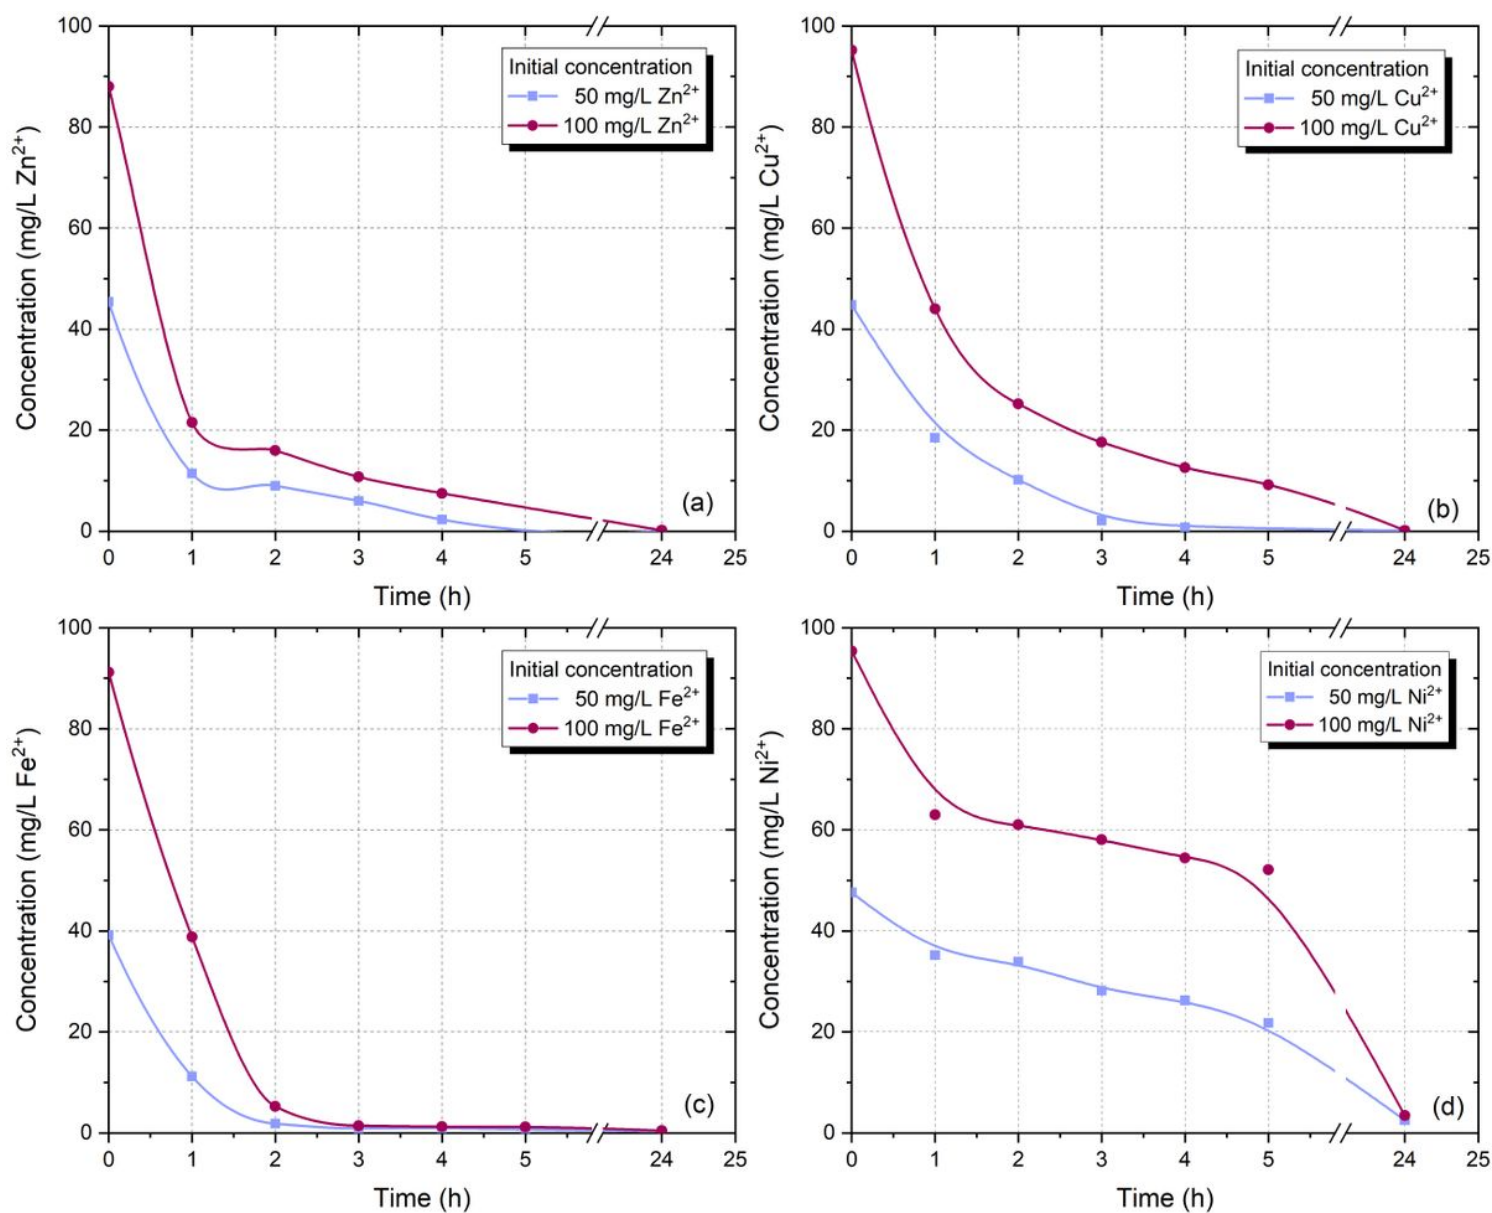 100
80
60
40
20
0
Concentration (mg/L Zn²⁺)
Initial concentration
50 mg/L Zn²⁺
100 mg/L Zn²⁺
(a)
0 1 2 3 4 5 24 25
Time (h)
100
80
60
40
20
0
Concentration (mg/L Cu²⁺)
Initial concentration
50 mg/L Cu²⁺
100 mg/L Cu²⁺
(b)
0 1 2 3 4 5 24 25
Time (h)
100
80
60
40
20
0
Concentration (mg/L Fe²⁺)
Initial concentration
50 mg/L Fe²⁺
100 mg/L Fe²⁺
(c)
0 1 2 3 4 5 24 25
Time (h)
100
80
60
40
20
0
Concentration (mg/L Ni²⁺)
Initial concentration
50 mg/L Ni²⁺
100 mg/L Ni²⁺
(d)
0 1 2 3 4 5 24 25
Time (h)